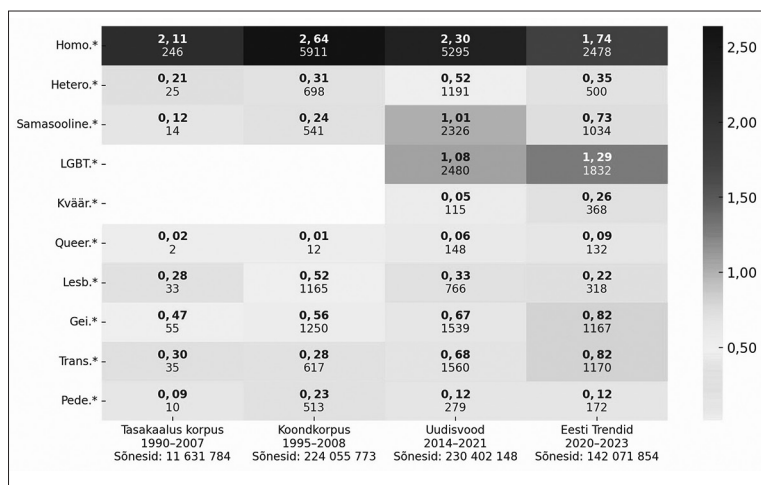 Homo.* 2,11 2,64 2,30 1,74
246 5911 5295 2478
Hetero.* 0,21 0,31 0,52 0,35
25 698 1191 500
Samasooline.* 0,12 0,24 1,01 0,73
14 541 2326 1034
LGBT.* 1,08 1,29
2480 1832
Kväär.* 0,05 0,26
115 368
Queer.* 0,02 0,01 0,06 0,09
2 12 148 132
Lesb.* 0,28 0,52 0,33 0,22
33 1165 766 318
Gei.* 0,47 0,56 0,67 0,82
55 1250 1539 1167
Trans.* 0,30 0,28 0,68 0,82
35 617 1560 1170
Pede.* 0,09 0,23 0,12 0,12
10 513 279 172
Tasakaalus korpus Koondkorpus Uudisvood Eesti Trendid
1990–2007 1995–2008 2014–2021 2020–2023
Sõnesid: 11 631 784 Sõnesid: 224 055 773 Sõnesid: 230 402 148 Sõnesid: 142 071 854
2,50
2,00
1,50
1,00
0,50